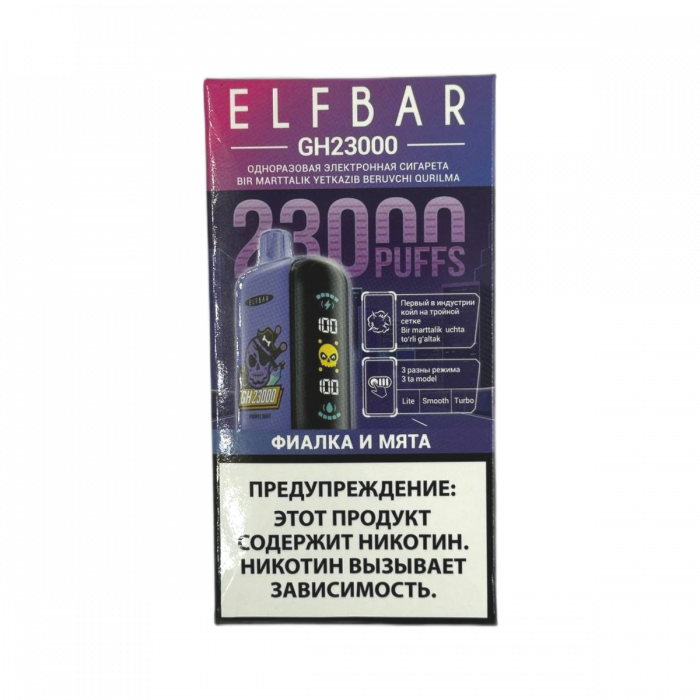 ELFBAR
GH23000
ОДНОРАЗОВАЯ ЭЛЕКТРОННАЯ СИГАРЕТА
BIR MARTTALIK YETKAZIB BERUVCHI QURILMA
23000
PUFFS
ELFBAR
GH23000
100
100
Первый в индустрии
койл на тройной
сетке
Bir marttalik uchta
to'rli g'altak
3 разны режима
3 ta model
Lite Smooth Turbo
ФИАЛКА И МЯТА
ПРЕДУПРЕЖДЕНИЕ:
ЭТОТ ПРОДУКТ
СОДЕРЖИТ НИКОТИН.
НИКОТИН ВЫЗЫВАЕТ
ЗАВИСИМОСТЬ.